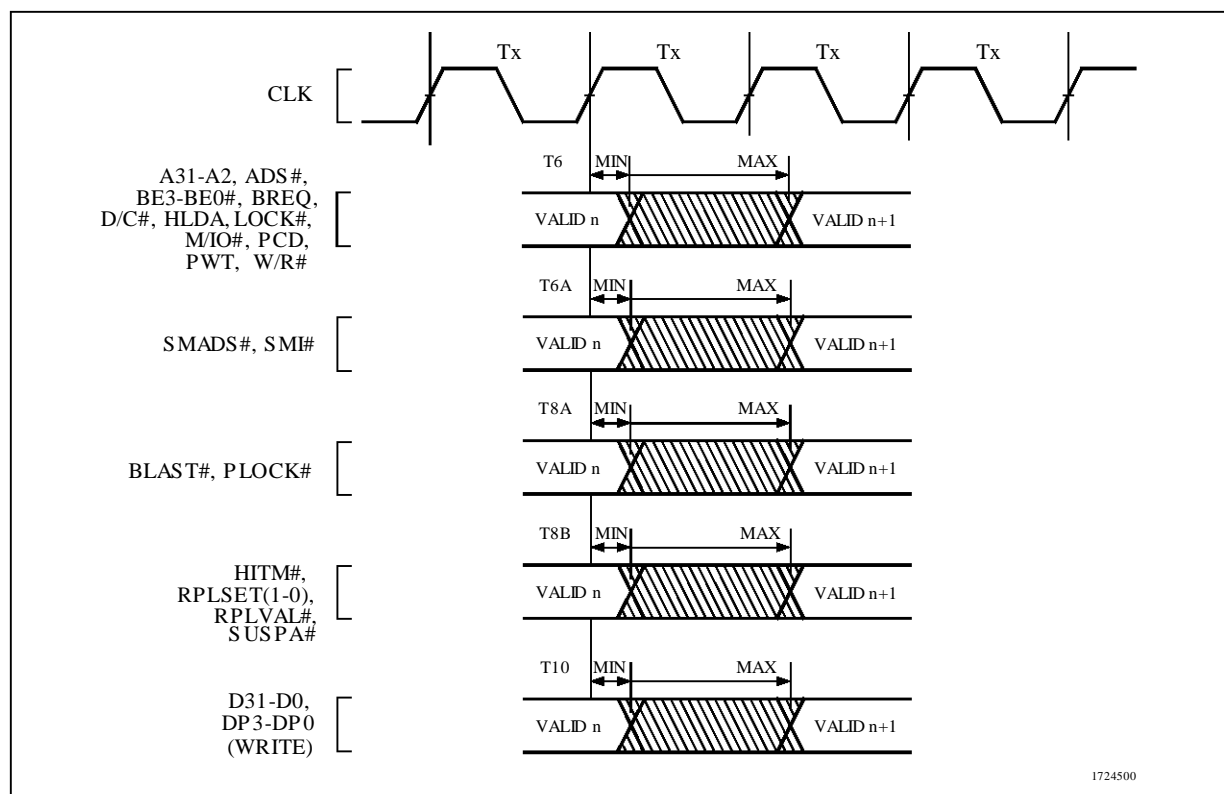 Tx Tx Tx Tx
CLK
T6 MIN MAX
A31-A2, ADS#,
BE3-BE0#, BREQ,
D/C#, HLDA, LOCK#,
M/IO#, PCD,
PWT, W/R#
VALID n VALID n+1
T6A MIN MAX
SMADS#, SMI#
VALID n VALID n+1
T8A MIN MAX
BLAST#, PLOCK#
VALID n VALID n+1
T8B MIN MAX
HITM#,
RPLSET(1-0),
RPLVAL#,
SUSPA#
VALID n VALID n+1
T10 MIN MAX
D31-D0,
DP3-DP0
(WRITE)
VALID n VALID n+1
1724500